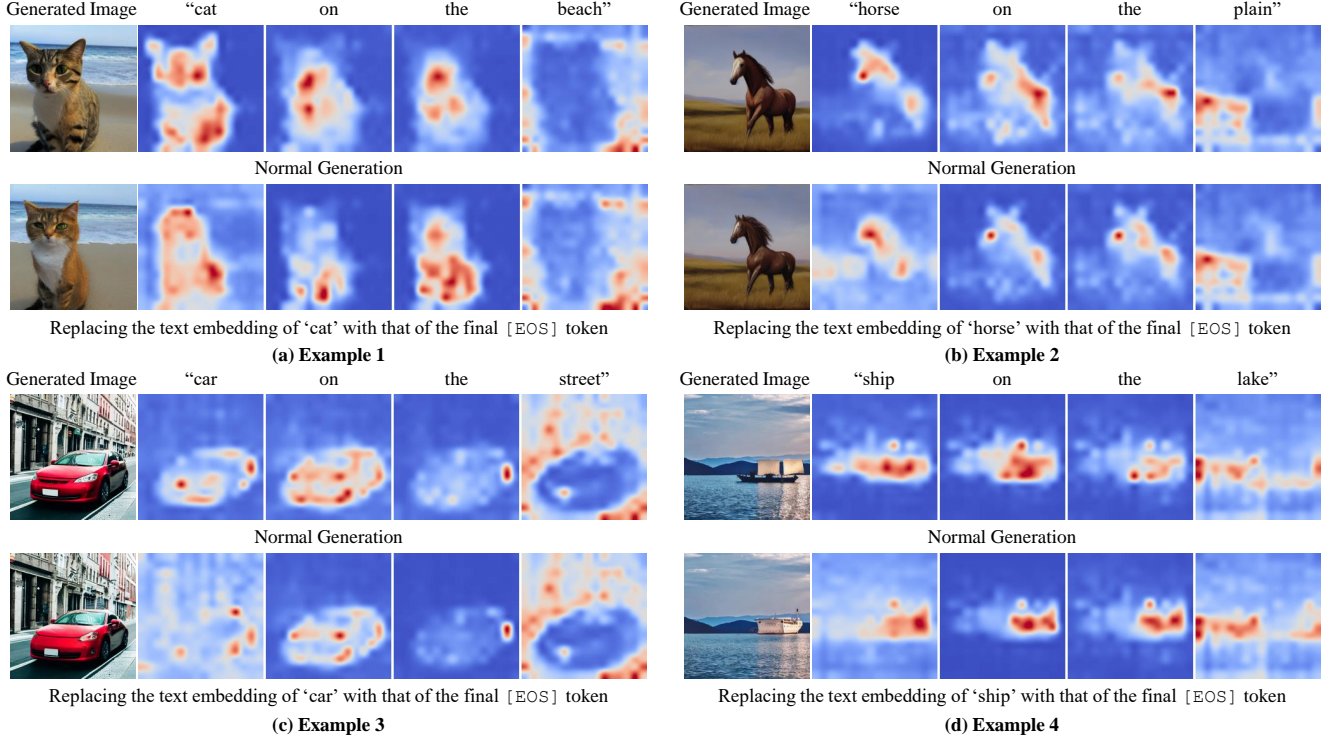 Generated Image “cat on the beach”
Normal Generation
Replacing the text embedding of ‘cat’ with that of the final [EOS] token
(a) Example 1
Generated Image “horse on the plain”
Normal Generation
Replacing the text embedding of ‘horse’ with that of the final [EOS] token
(b) Example 2
Generated Image “car on the street”
Normal Generation
Replacing the text embedding of ‘car’ with that of the final [EOS] token
(c) Example 3
Generated Image “ship on the lake”
Normal Generation
Replacing the text embedding of ‘ship’ with that of the final [EOS] token
(d) Example 4